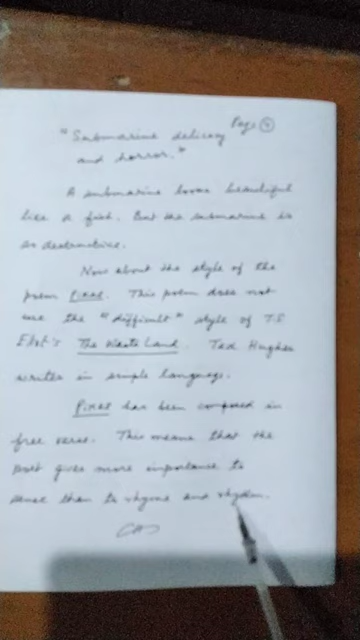 Page 4
"Submarine delicacy
and horror."
A submarine looks beautiful
like a fish. But the submarine is
so destructive.
Now about the style of the
poem Pike. This poem does not
use the "difficult" style of T.S
Eliot's The Waste Land. Ted Hughes
writes in simple language.
Pike has been composed in
free verse. This means that the
poet gives more importance to
sense than to rhyme and